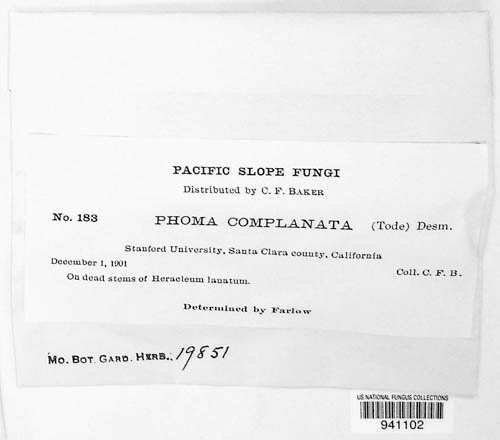 PACIFIC SLOPE FUNGI
Distributed by C. F. BAKER
No. 183 PHOMA COMPLANATA (Tode) Desm.
Stanford University, Santa Clara county, California
December 1, 1901 Coll. C. F. B.
On dead stems of Heracleum lanatum.
Determined by Farlow
MO. BOT. GARD. HERB., 19851
US NATIONAL FUNGUS COLLECTIONS
941102